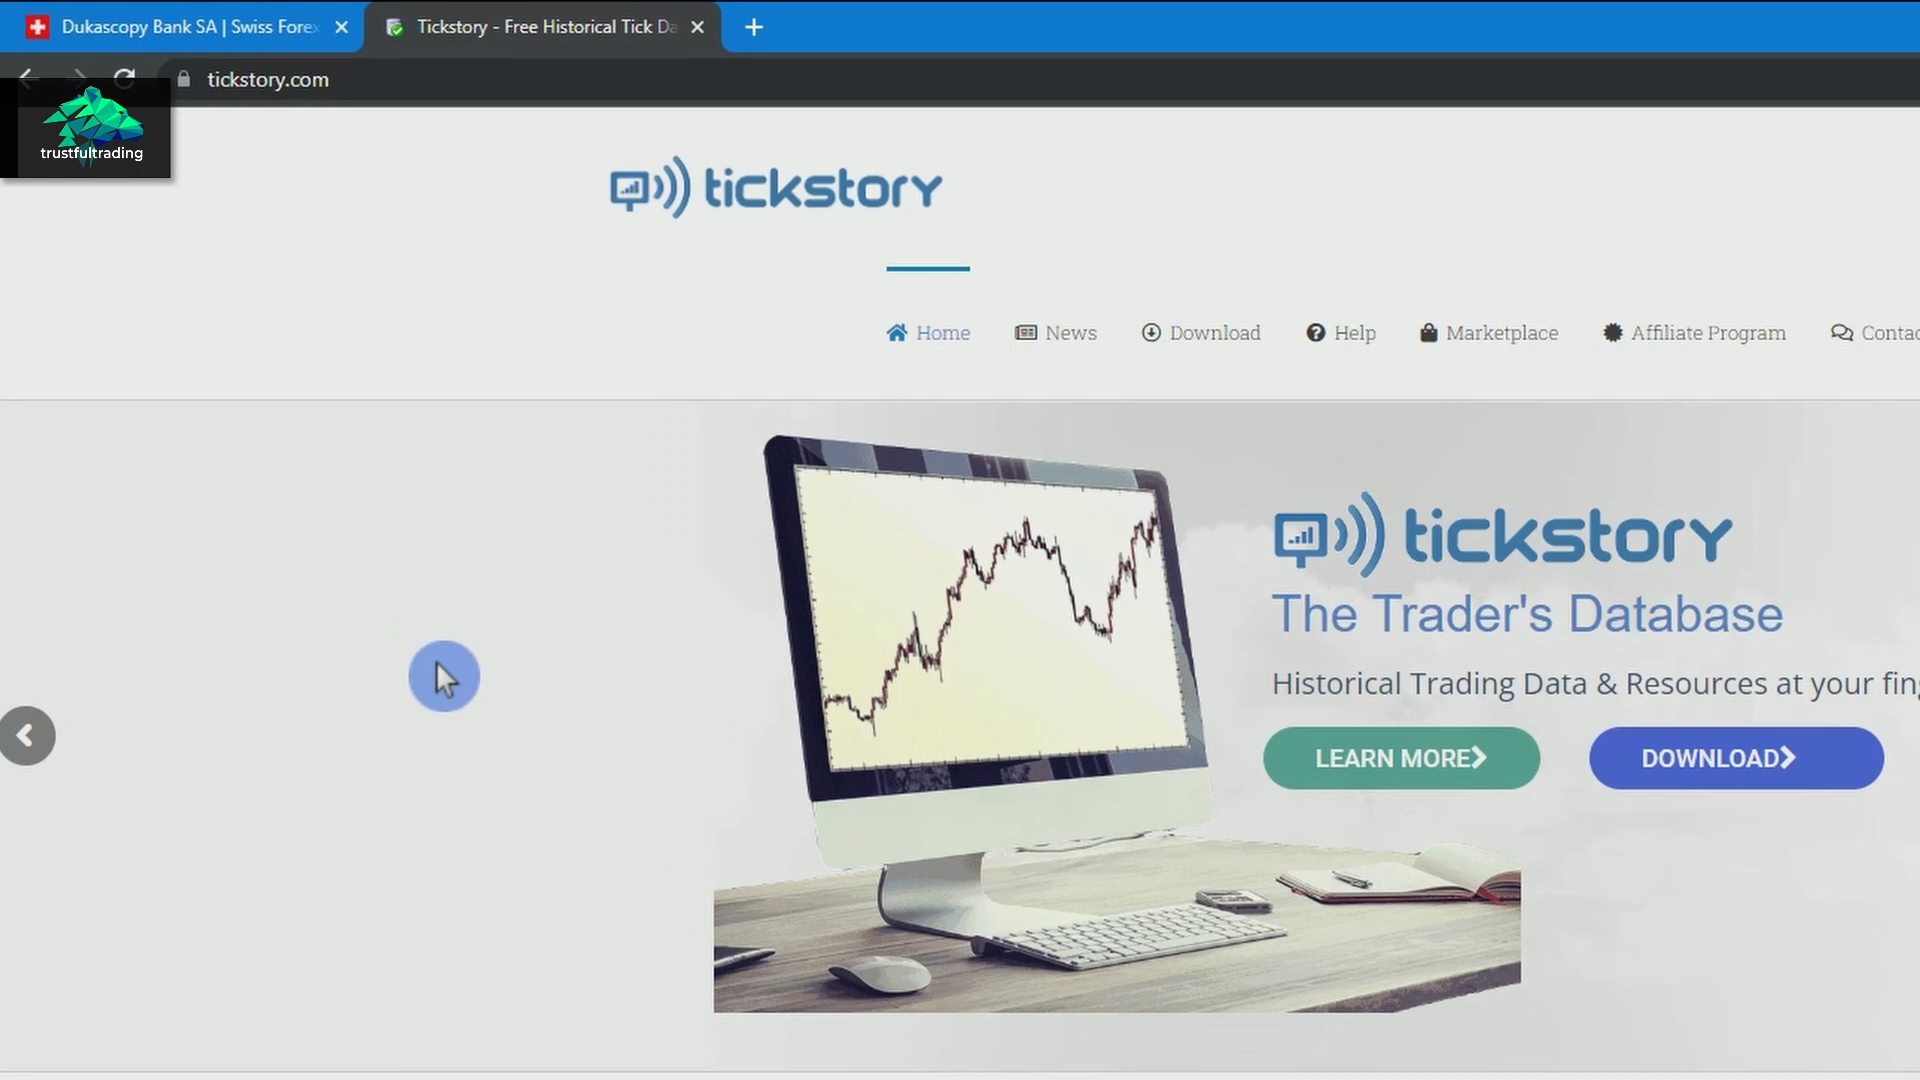 Dukascopy Bank SA | Swiss Forex
Tickstory - Free Historical Tick Da
tickstory.com
trustfultrading
tickstory
Home
News
Download
Help
Marketplace
Affiliate Program
Contac
tickstory
The Trader's Database
Historical Trading Data & Resources at your fing
LEARN MORE
DOWNLOAD